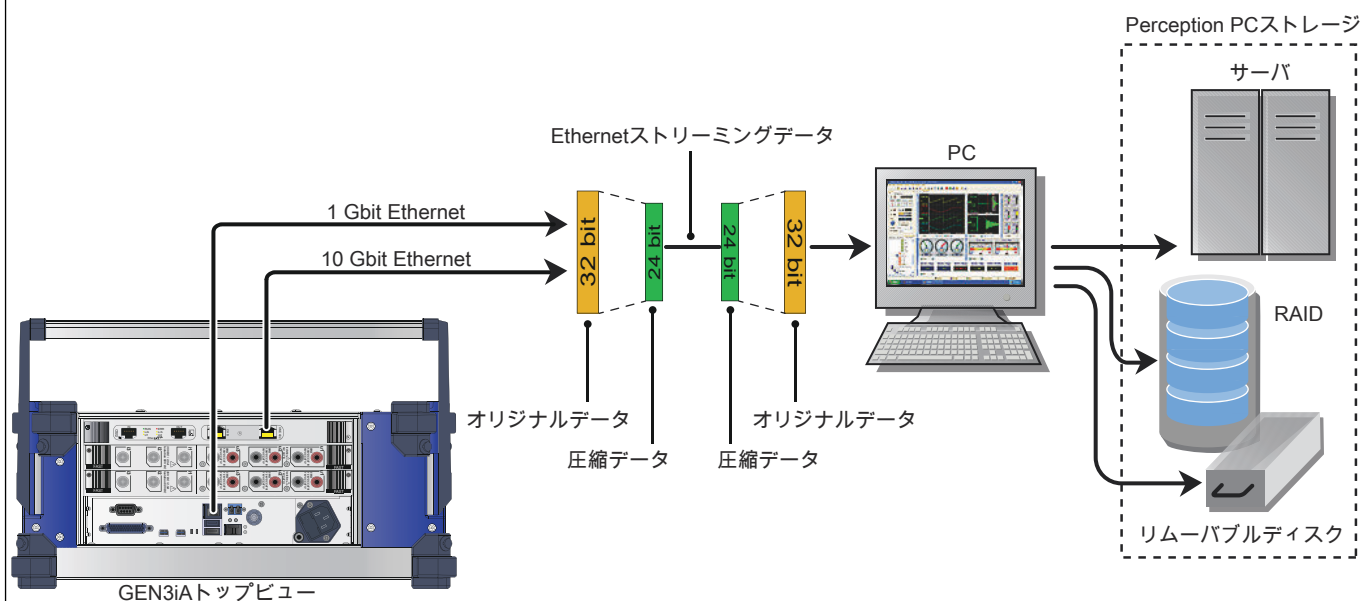 Perception PCストレージ
サーバ
Ethernetストリーミングデータ
PC
1 Gbit Ethernet
10 Gbit Ethernet
32 bit
24 bit
24 bit
32 bit
RAID
オリジナルデータ
オリジナルデータ
圧縮データ
圧縮データ
リムーバブルディスク
GEN3iAトップビュー